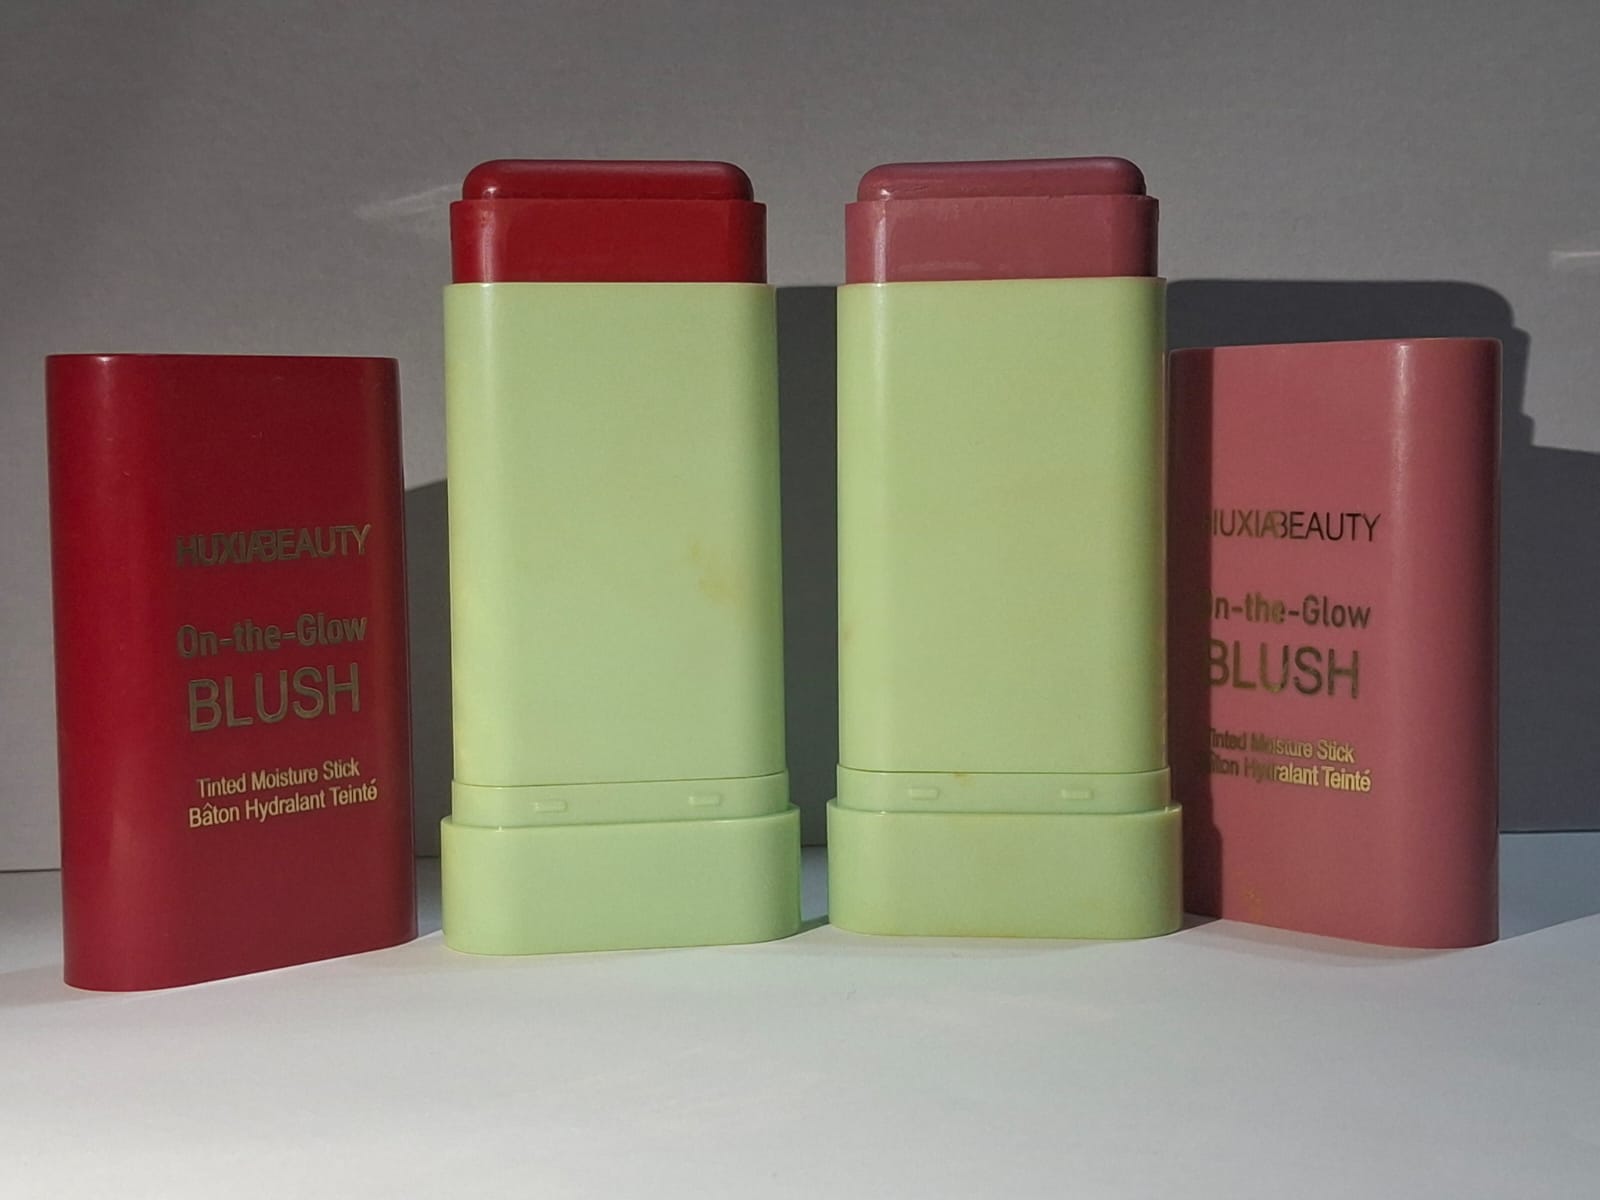 HUXIABEAUTY
On-the-Glow
BLUSH
Tinted Moisture Stick
Bâton Hydralant Teinté
HUXIABEAUTY
On-the-Glow
BLUSH
Tinted Moisture Stick
Bâton Hydralant Teinté